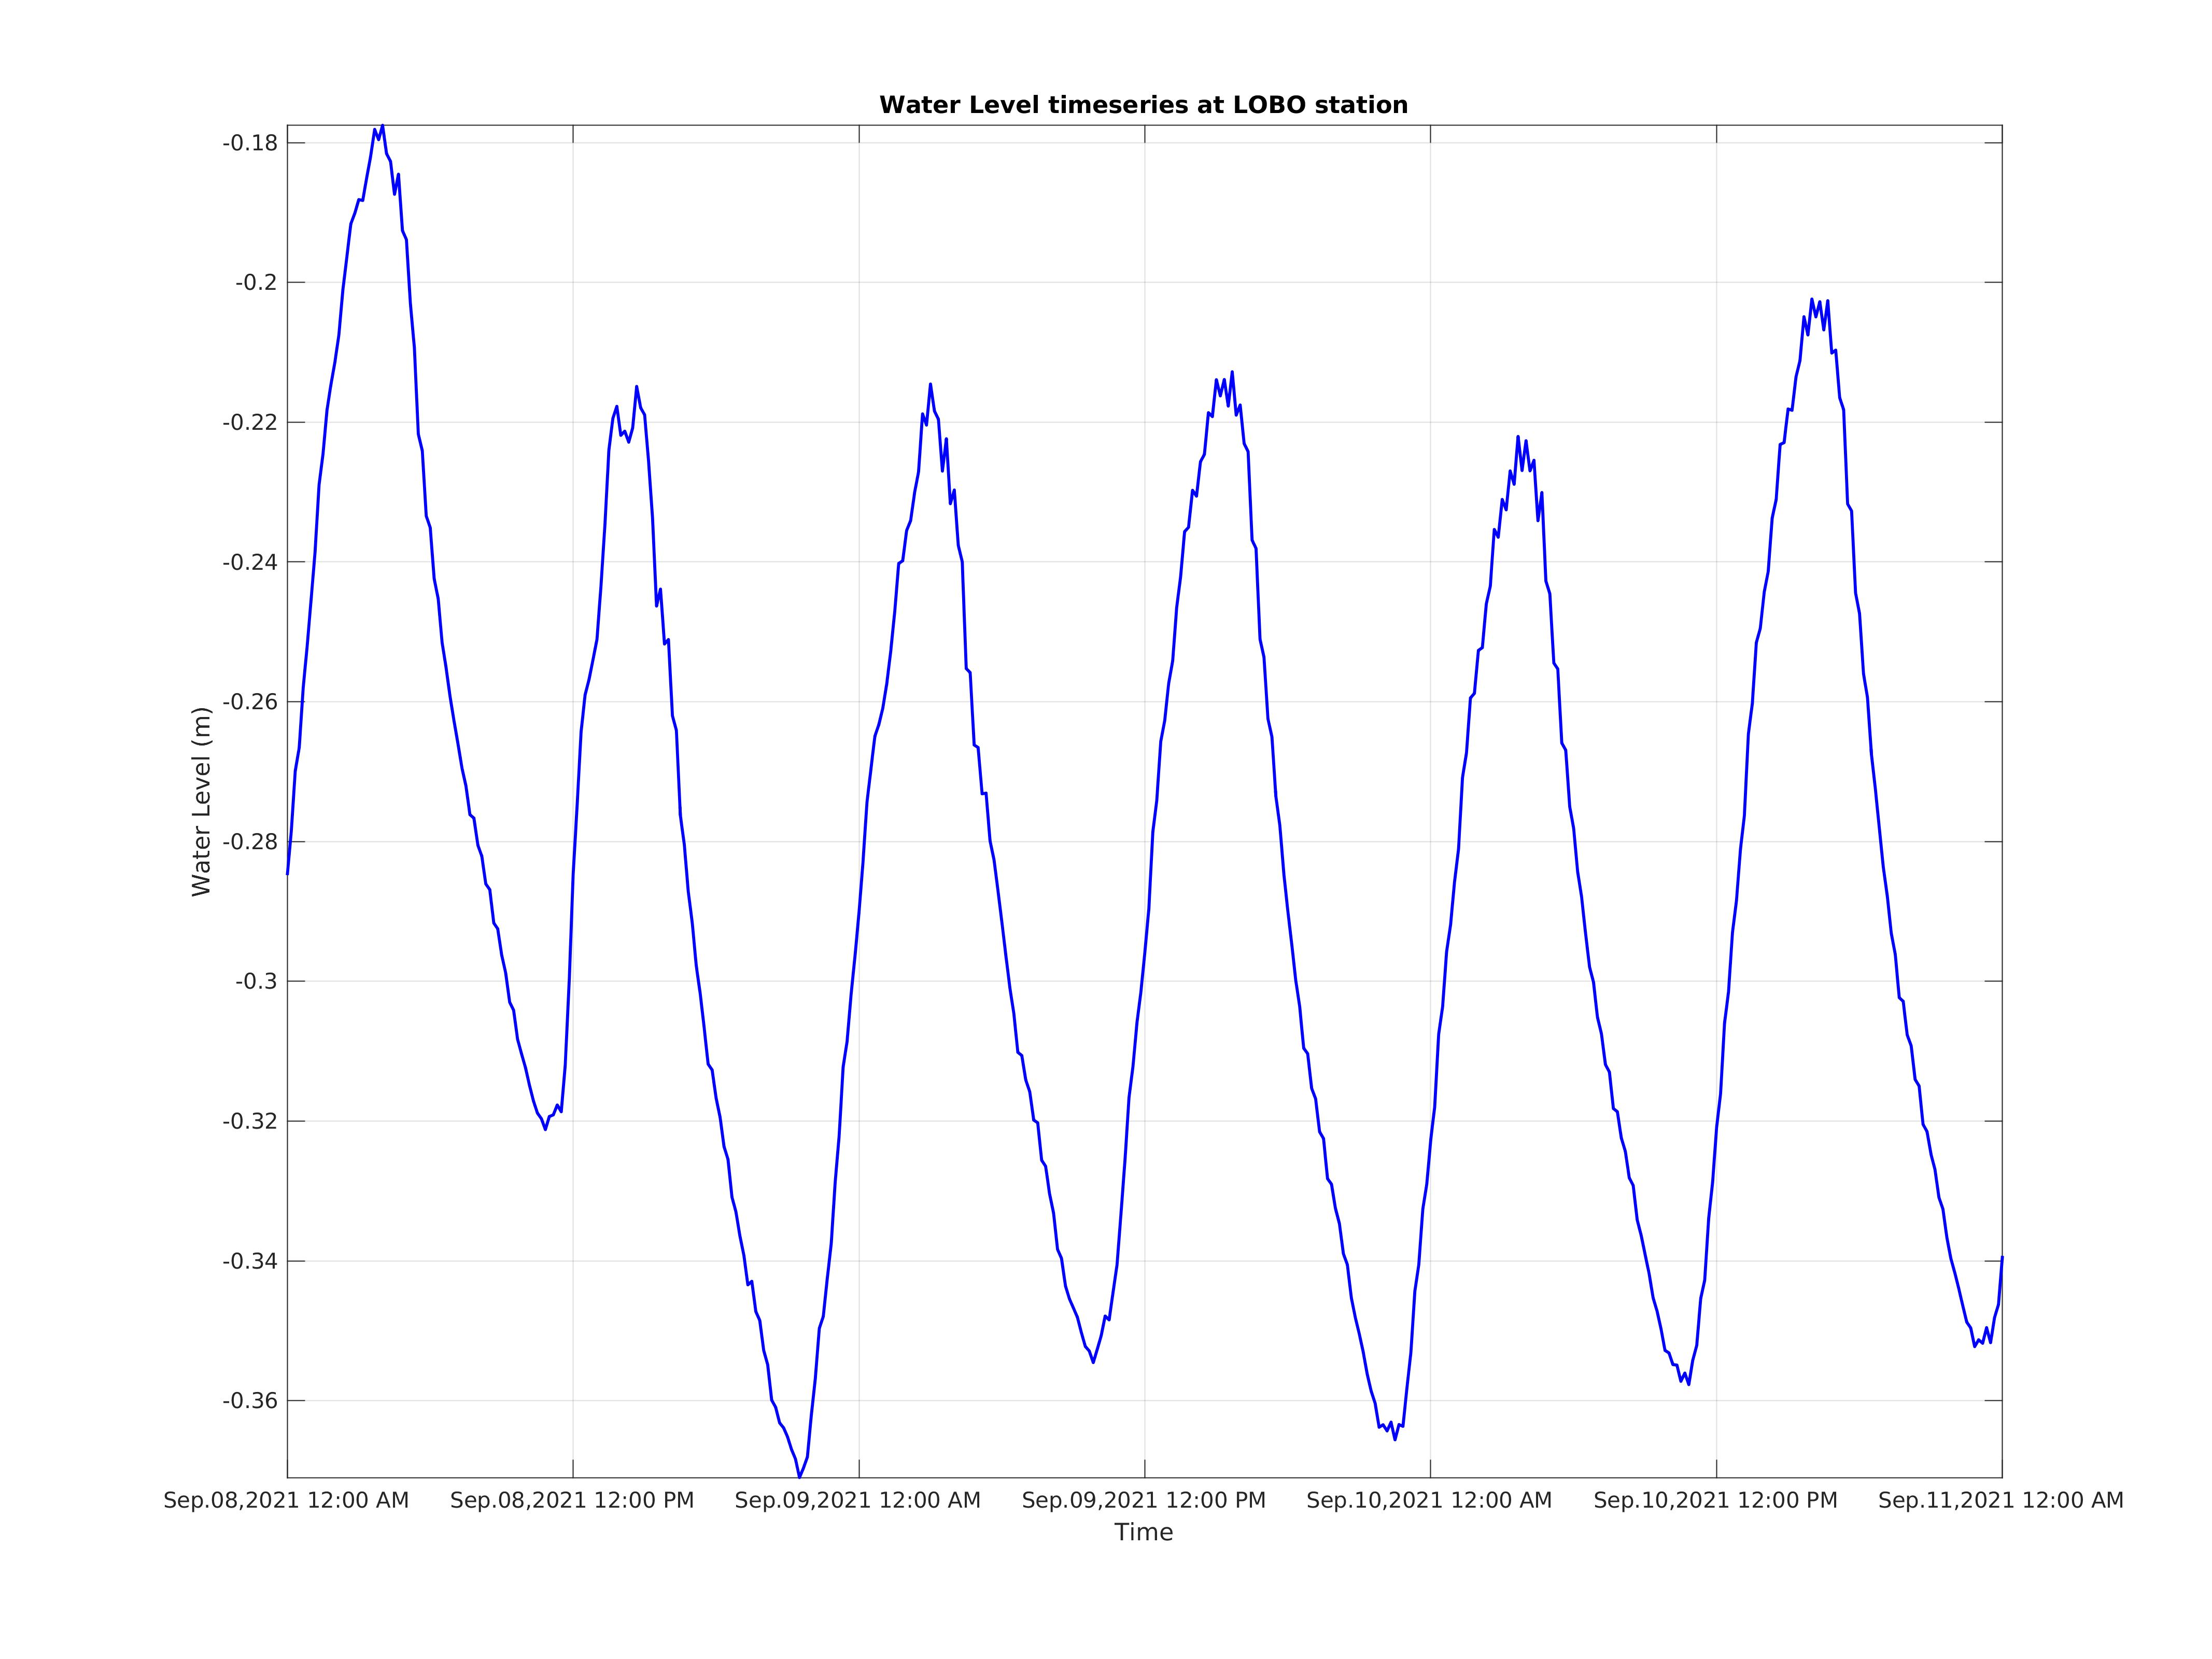 Water Level timeseries at LOBO station
-0.18
-0.2
-0.22
-0.24
-0.26
-0.28
-0.3
-0.32
-0.34
-0.36
Water Level (m)
Sep.08,2021 12:00 AM Sep.08,2021 12:00 PM Sep.09,2021 12:00 AM Sep.09,2021 12:00 PM Sep.10,2021 12:00 AM Sep.10,2021 12:00 PM Sep.11,2021 12:00 AM
Time